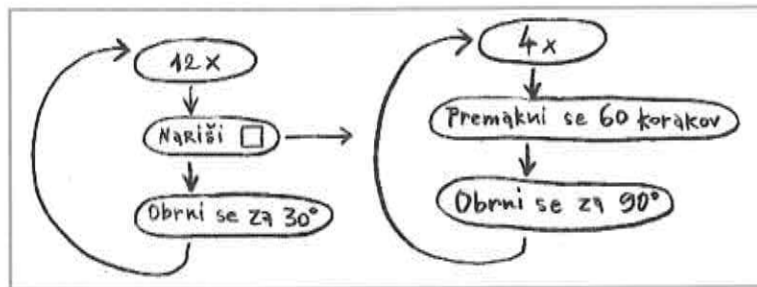 12x
Nariši
Obrni se za 30°
4x
Premakni se 60 korakov
Obrni se za 90°